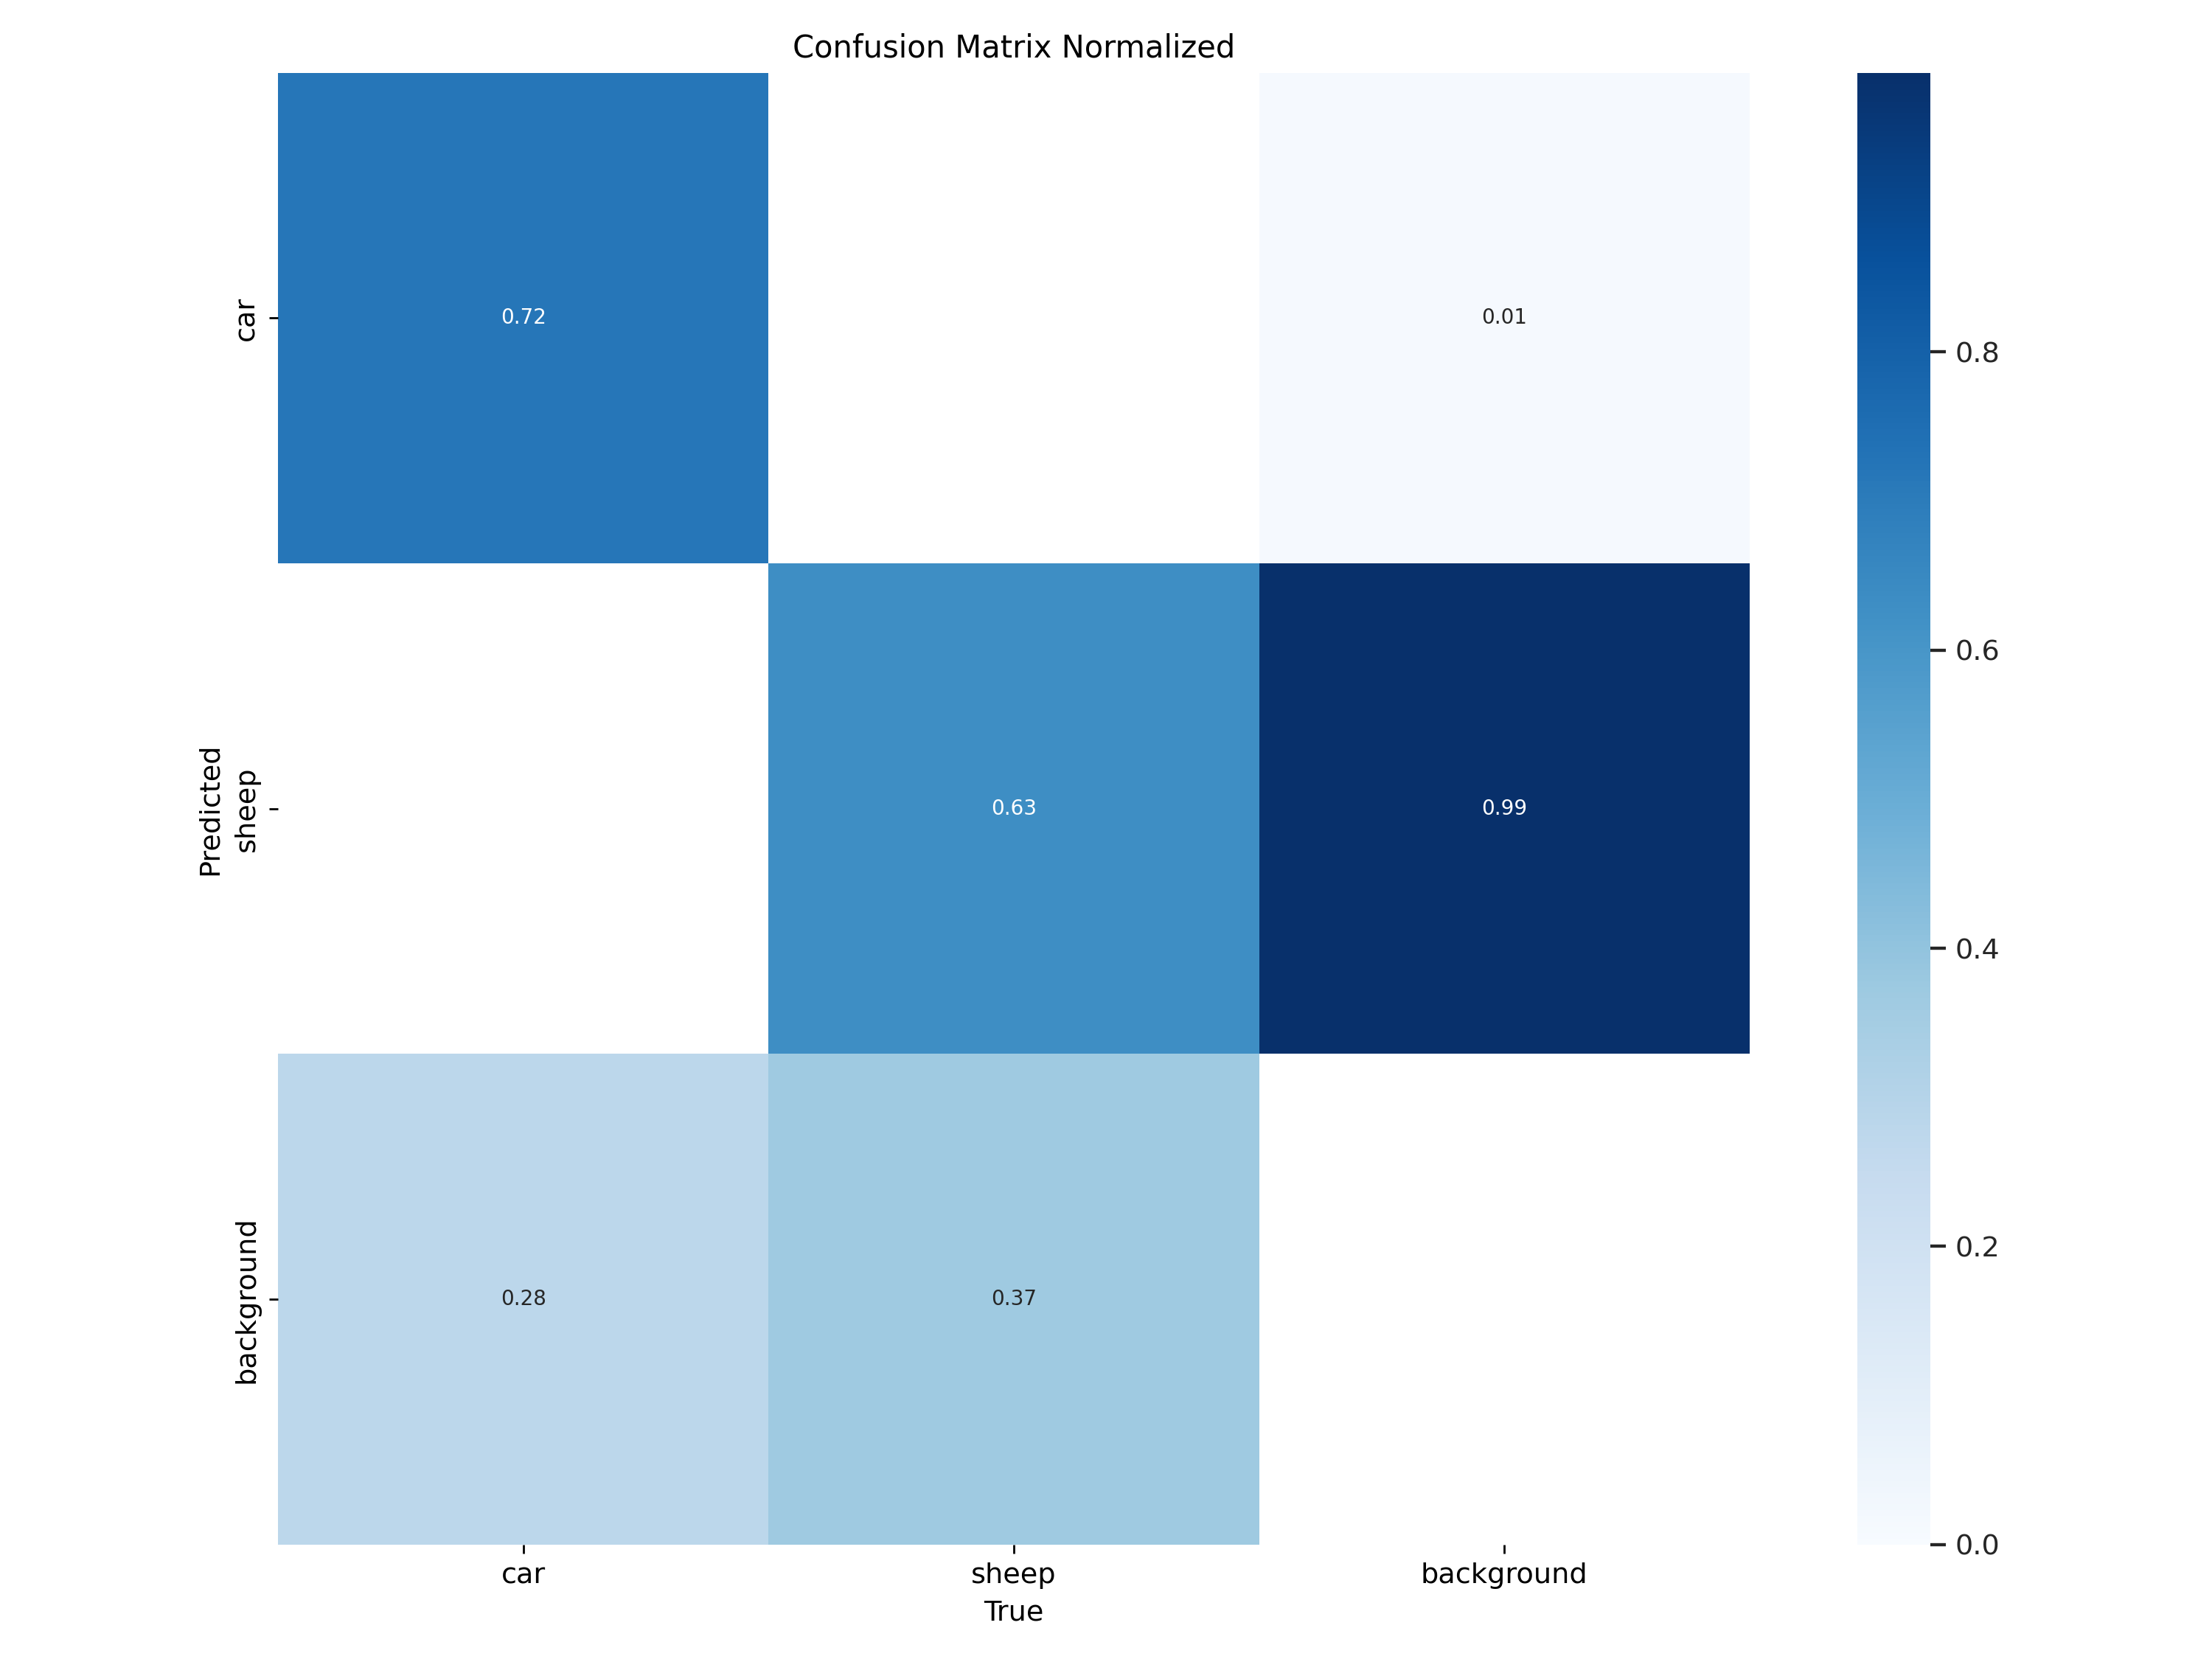 Confusion Matrix Normalized
car
0.72
0.01
0.8
0.6
Predicted
sheep
0.63
0.99
0.4
0.2
background
0.28
0.37
0.0
car
sheep
background
True